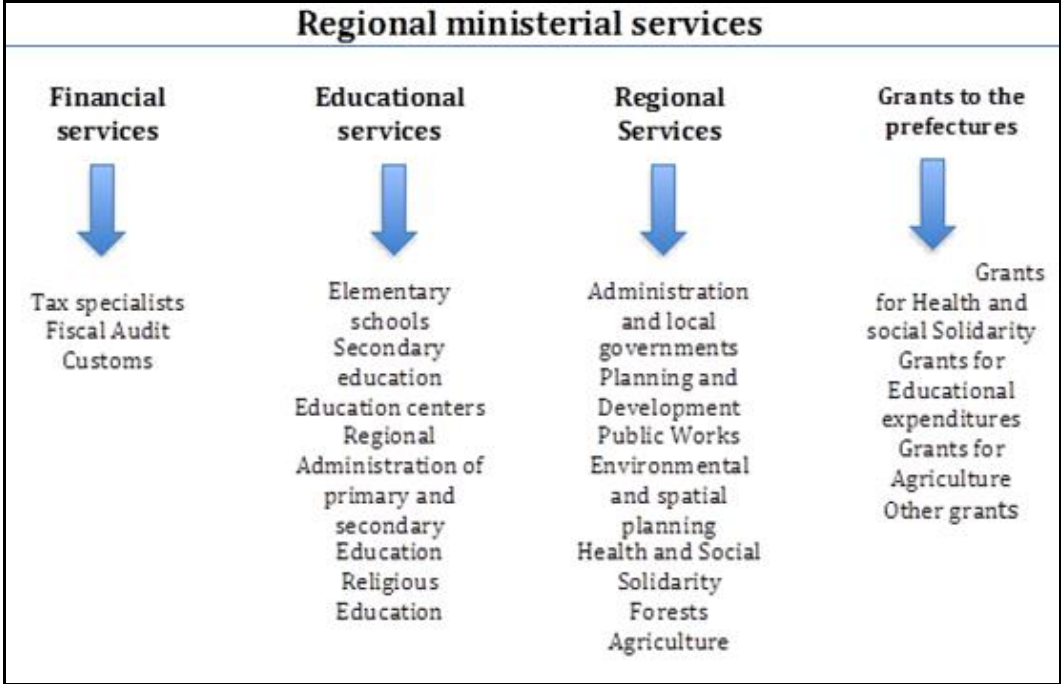 Regional ministerial services
Financial
services
Tax specialists
Fiscal Audit
Customs
Educational
services
Elementary
schools
Secondary
education
Education centers
Regional
Administration of
primary and
secondary
Education
Religious
Education
Regional
Services
Administration
and local
governments
Planning and
Development
Public Works
Environmental
and spatial
planning
Health and Social
Solidarity
Forests
Agriculture
Grants to the
prefectures
Grants
for Health and
social Solidarity
Grants for
Educational
expenditures
Grants for
Agriculture
Other grants